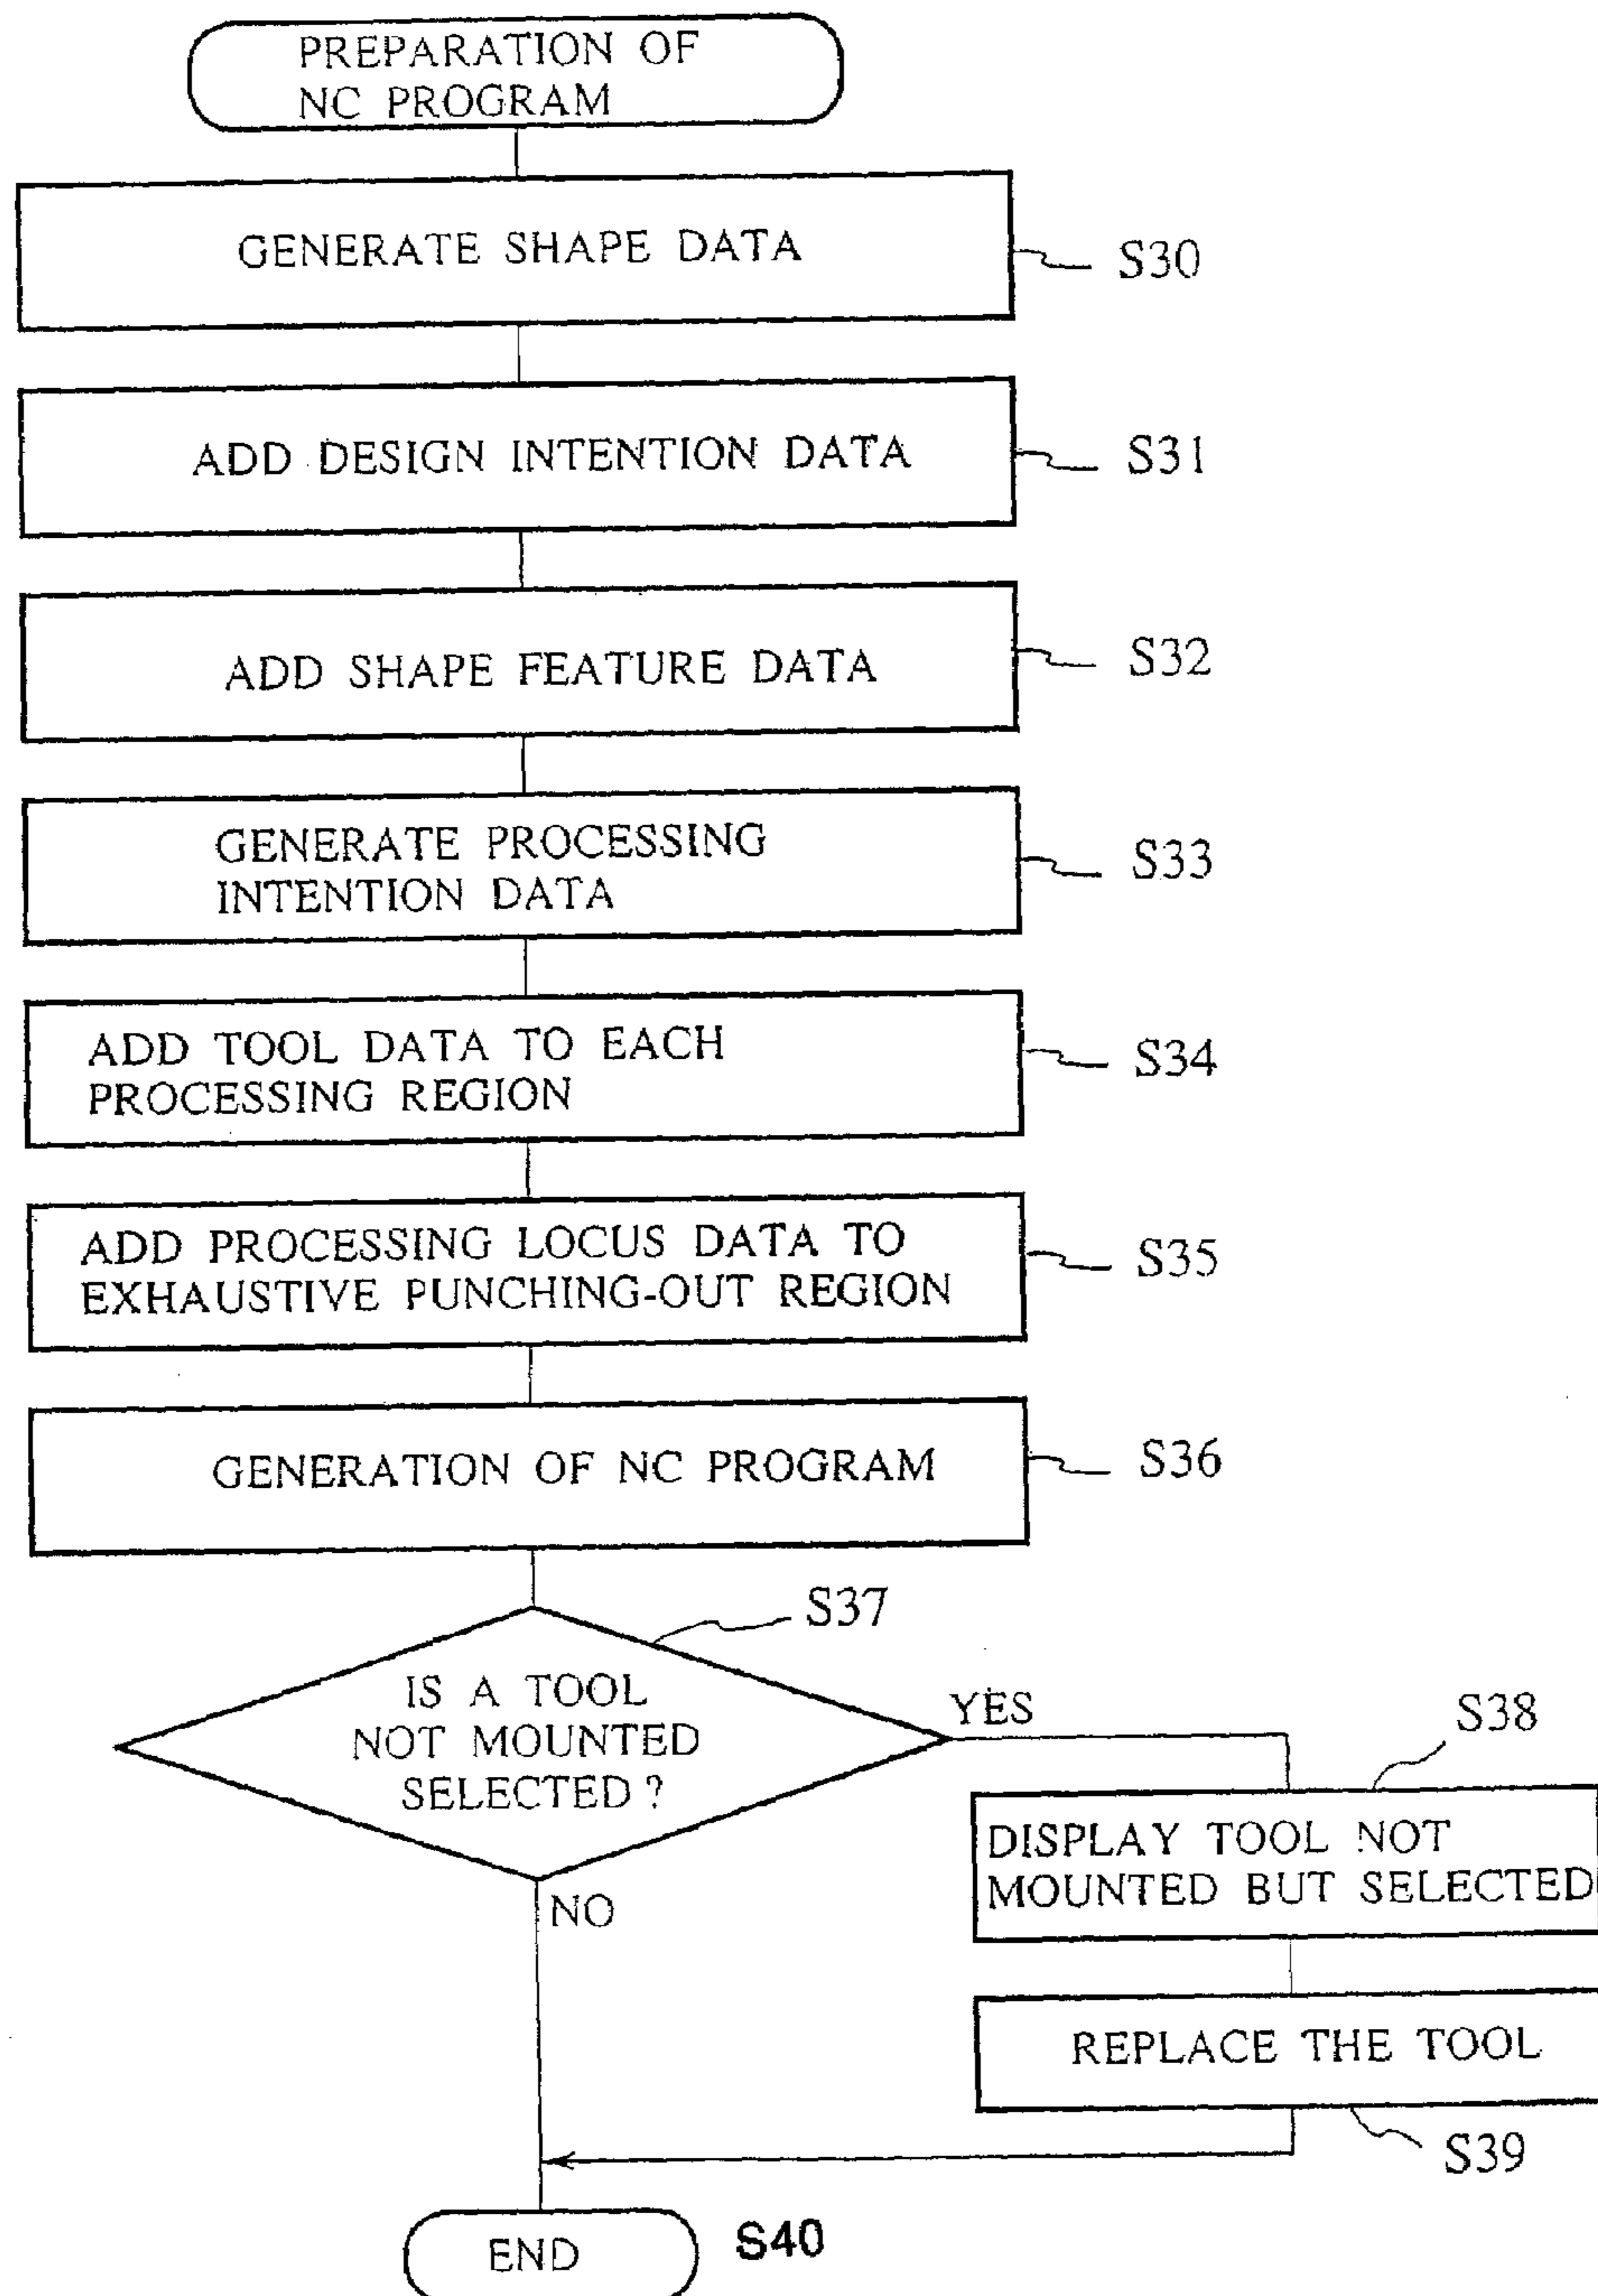 PREPARATION OF
NC PROGRAM
GENERATE SHAPE DATA
S30
ADD DESIGN INTENTION DATA
S31
ADD SHAPE FEATURE DATA
S32
GENERATE PROCESSING
INTENTION DATA
S33
ADD TOOL DATA TO EACH
PROCESSING REGION
S34
ADD PROCESSING LOCUS DATA TO
EXHAUSTIVE PUNCHING-OUT REGION
S35
GENERATION OF NC PROGRAM
S36
S37
IS A TOOL
NOT MOUNTED
SELECTED ?
YES
S38
DISPLAY TOOL NOT
MOUNTED BUT SELECTED
NO
REPLACE THE TOOL
S39
END
S40